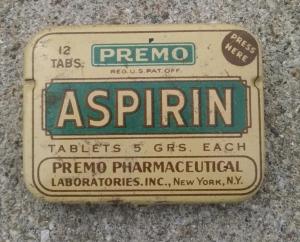 12 TABS.
PREMO
PRESS HERE
REG. U.S. PAT. OFF.
ASPIRIN
TABLETS 5 GRS. EACH
PREMO PHARMACEUTICAL
LABORATORIES. INC., NEW YORK, N.Y.